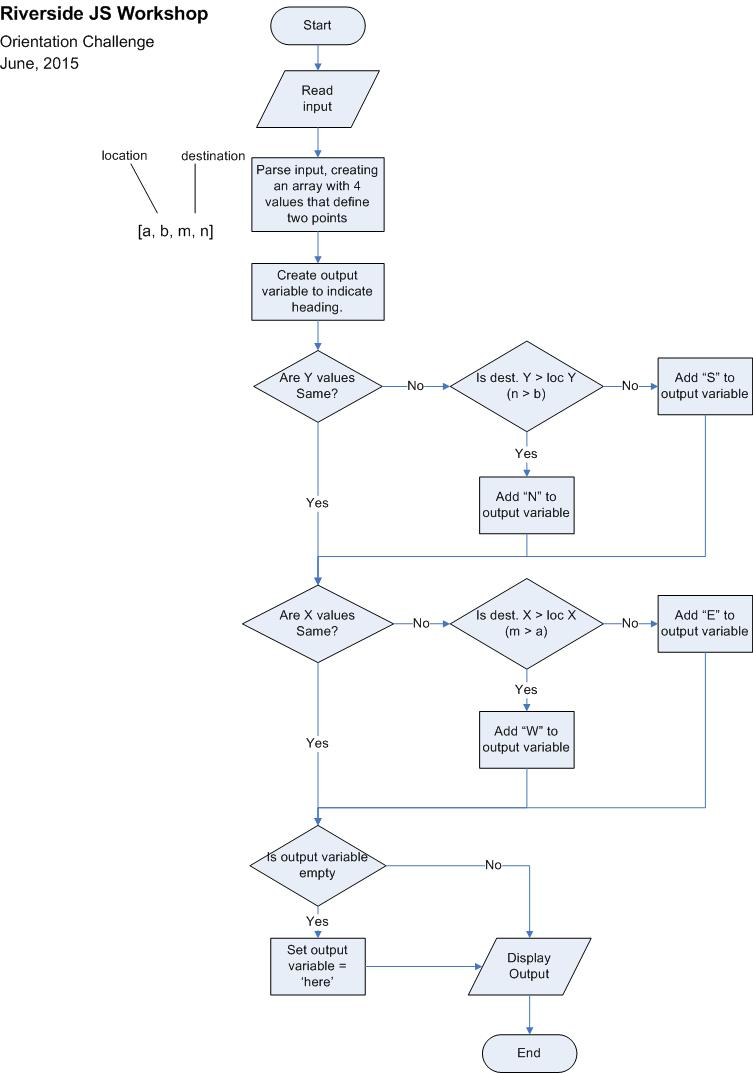 Riverside JS Workshop
Orientation Challenge
June, 2015
Start
Read
input
location
destination
[a, b, m, n]
Parse input, creating
an array with 4
values that define
two points
Create output
variable to indicate
heading.
Are Y values
Same?
No
Is dest. Y > loc Y
(n > b)
No
Add “S” to
output variable
Yes
Add “N” to
output variable
Yes
Are X values
Same?
No
Is dest. X > loc X
(m > a)
No
Add “E” to
output variable
Yes
Add “W” to
output variable
Yes
Is output variable
empty
No
Yes
Set output
variable =
‘here’
Display
Output
End